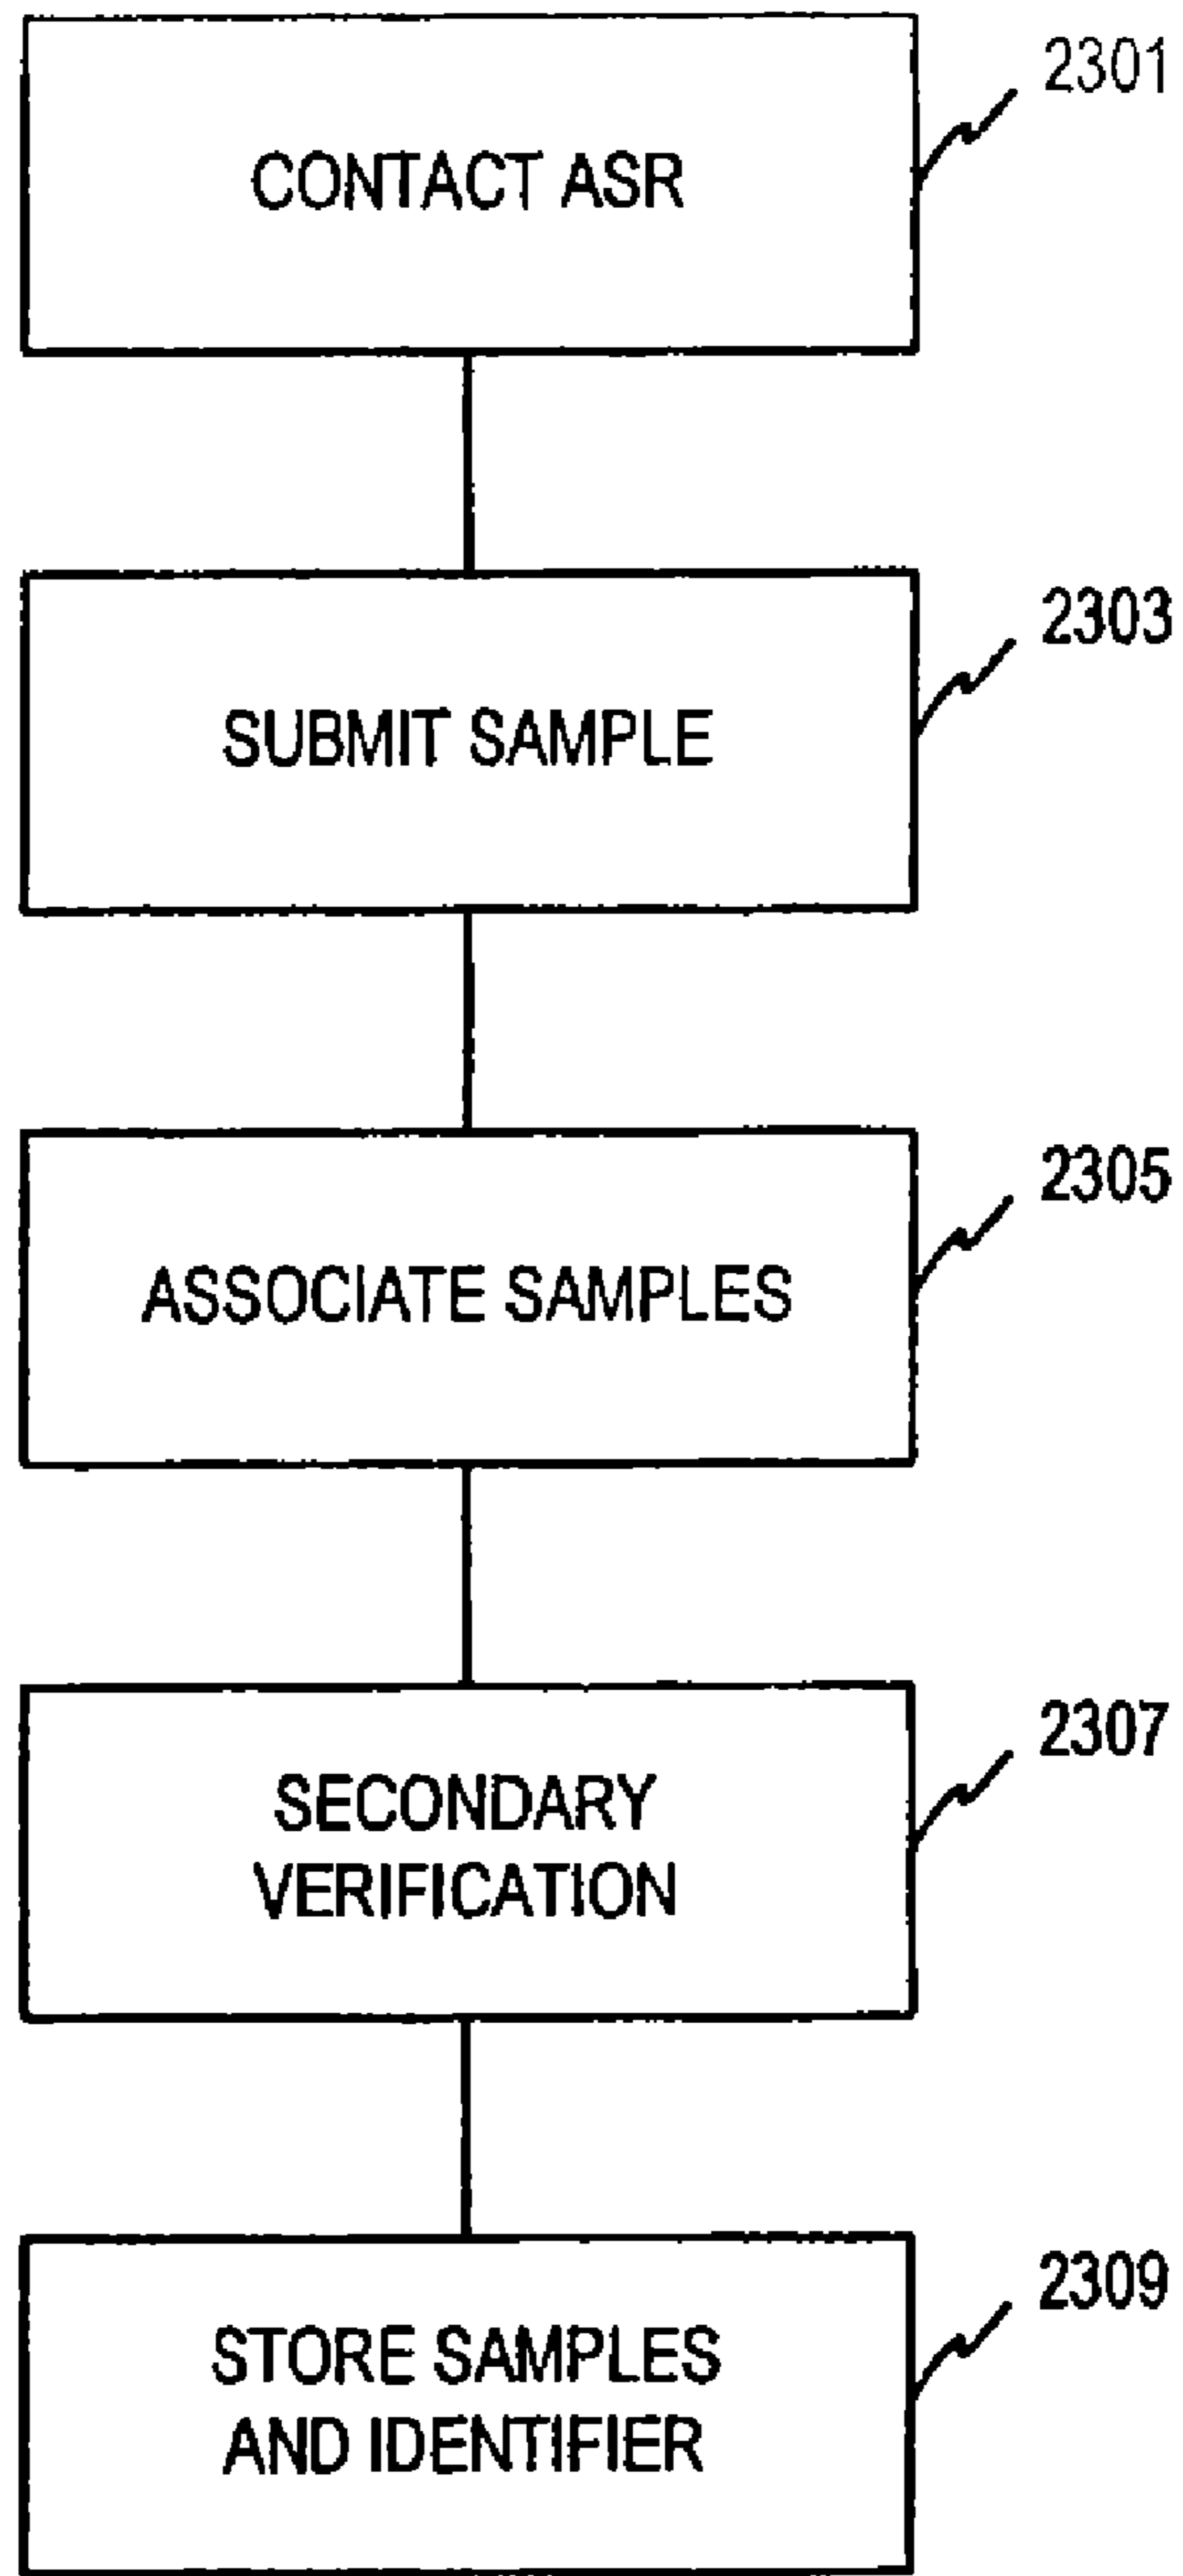 2301
CONTACT ASR
2303
SUBMIT SAMPLE
2305
ASSOCIATE SAMPLES
2307
SECONDARY
VERIFICATION
2309
STORE SAMPLES
AND IDENTIFIER